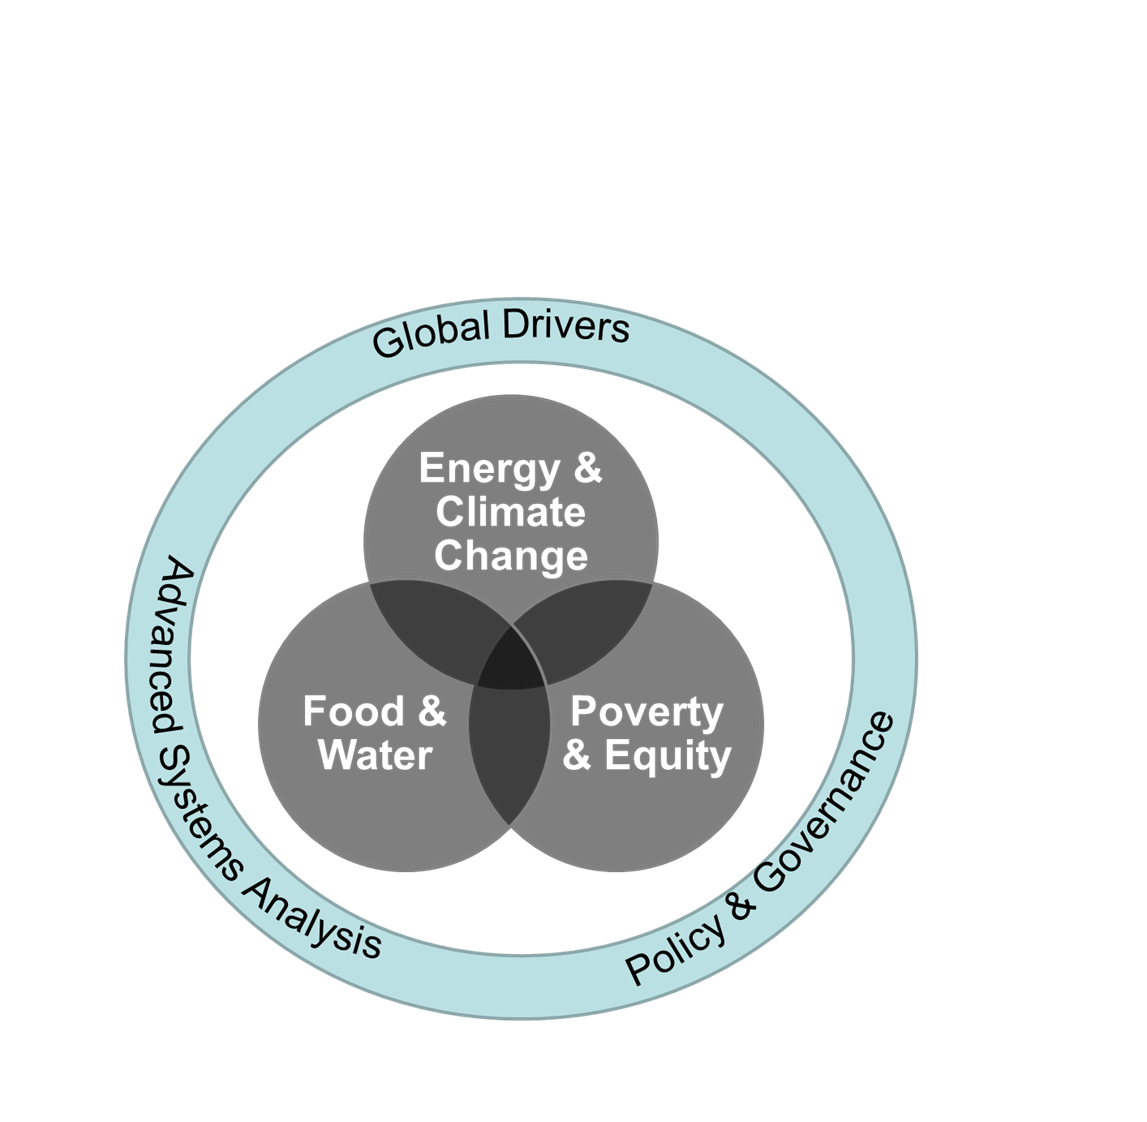 Global Drivers
Energy &
Climate
Change
Food &
Water
Poverty
& Equity
Advanced Systems Analysis
Policy & Governance